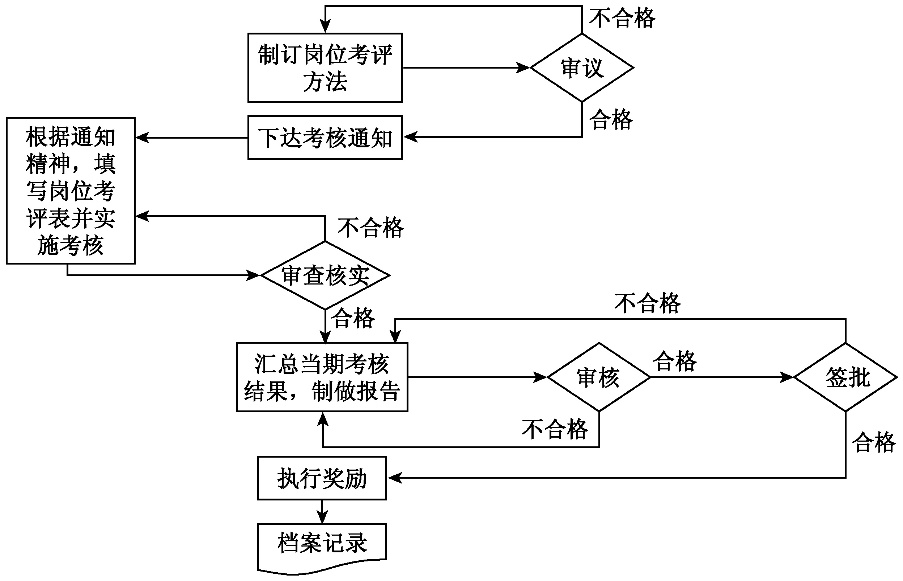 不合格
制订岗位考评
方法
审议
合格
下达考核通知
根据通知
精神，填
写岗位考
评表并实
施考核
不合格
审查核实
合格
不合格
汇总当期考核
结果，制做报告
审核
合格
签批
不合格
合格
执行奖励
档案记录